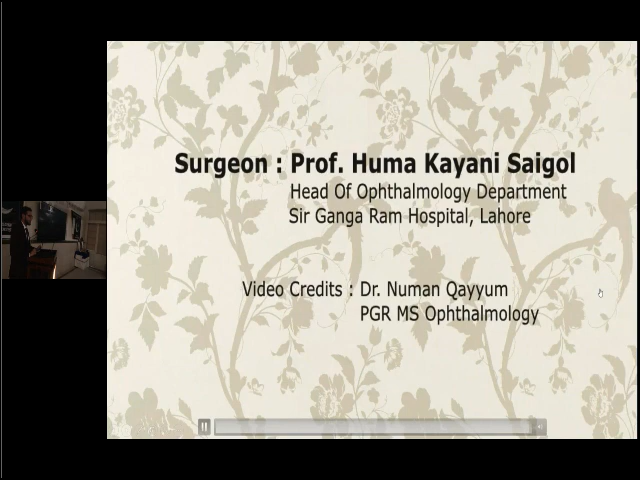 Surgeon : Prof. Huma Kayani Saigol
Head Of Ophthalmology Department
Sir Ganga Ram Hospital, Lahore
Video Credits : Dr. Numan Qayyum
PGR MS Ophthalmology